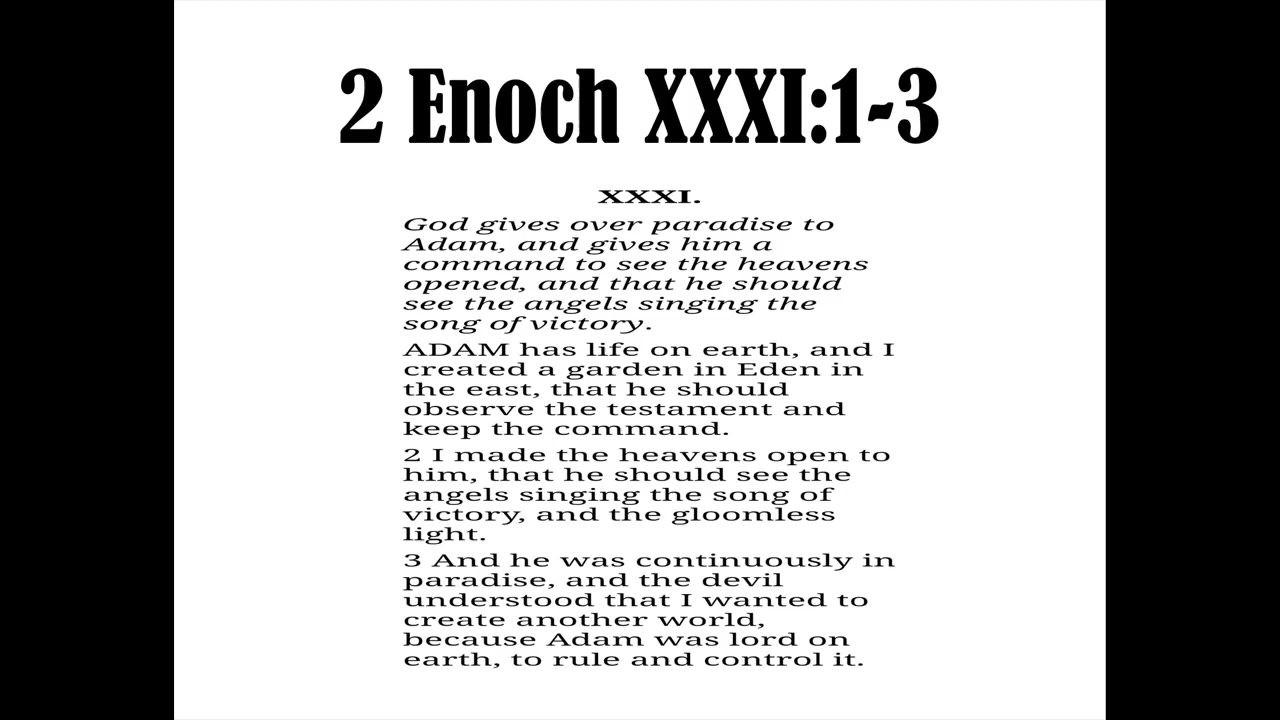 2 Enoch XXXI:1-3
XXXI.
God gives over paradise to
Adam, and gives him a
command to see the heavens
opened, and that he should
see the angels singing the
song of victory.
ADAM has life on earth, and I
created a garden in Eden in
the east, that he should
observe the testament and
keep the command.
2 I made the heavens open to
him, that he should see the
angels singing the song of
victory, and the gloomless
light.
3 And he was continuously in
paradise, and the devil
understood that I wanted to
create another world,
because Adam was lord on
earth, to rule and control it.